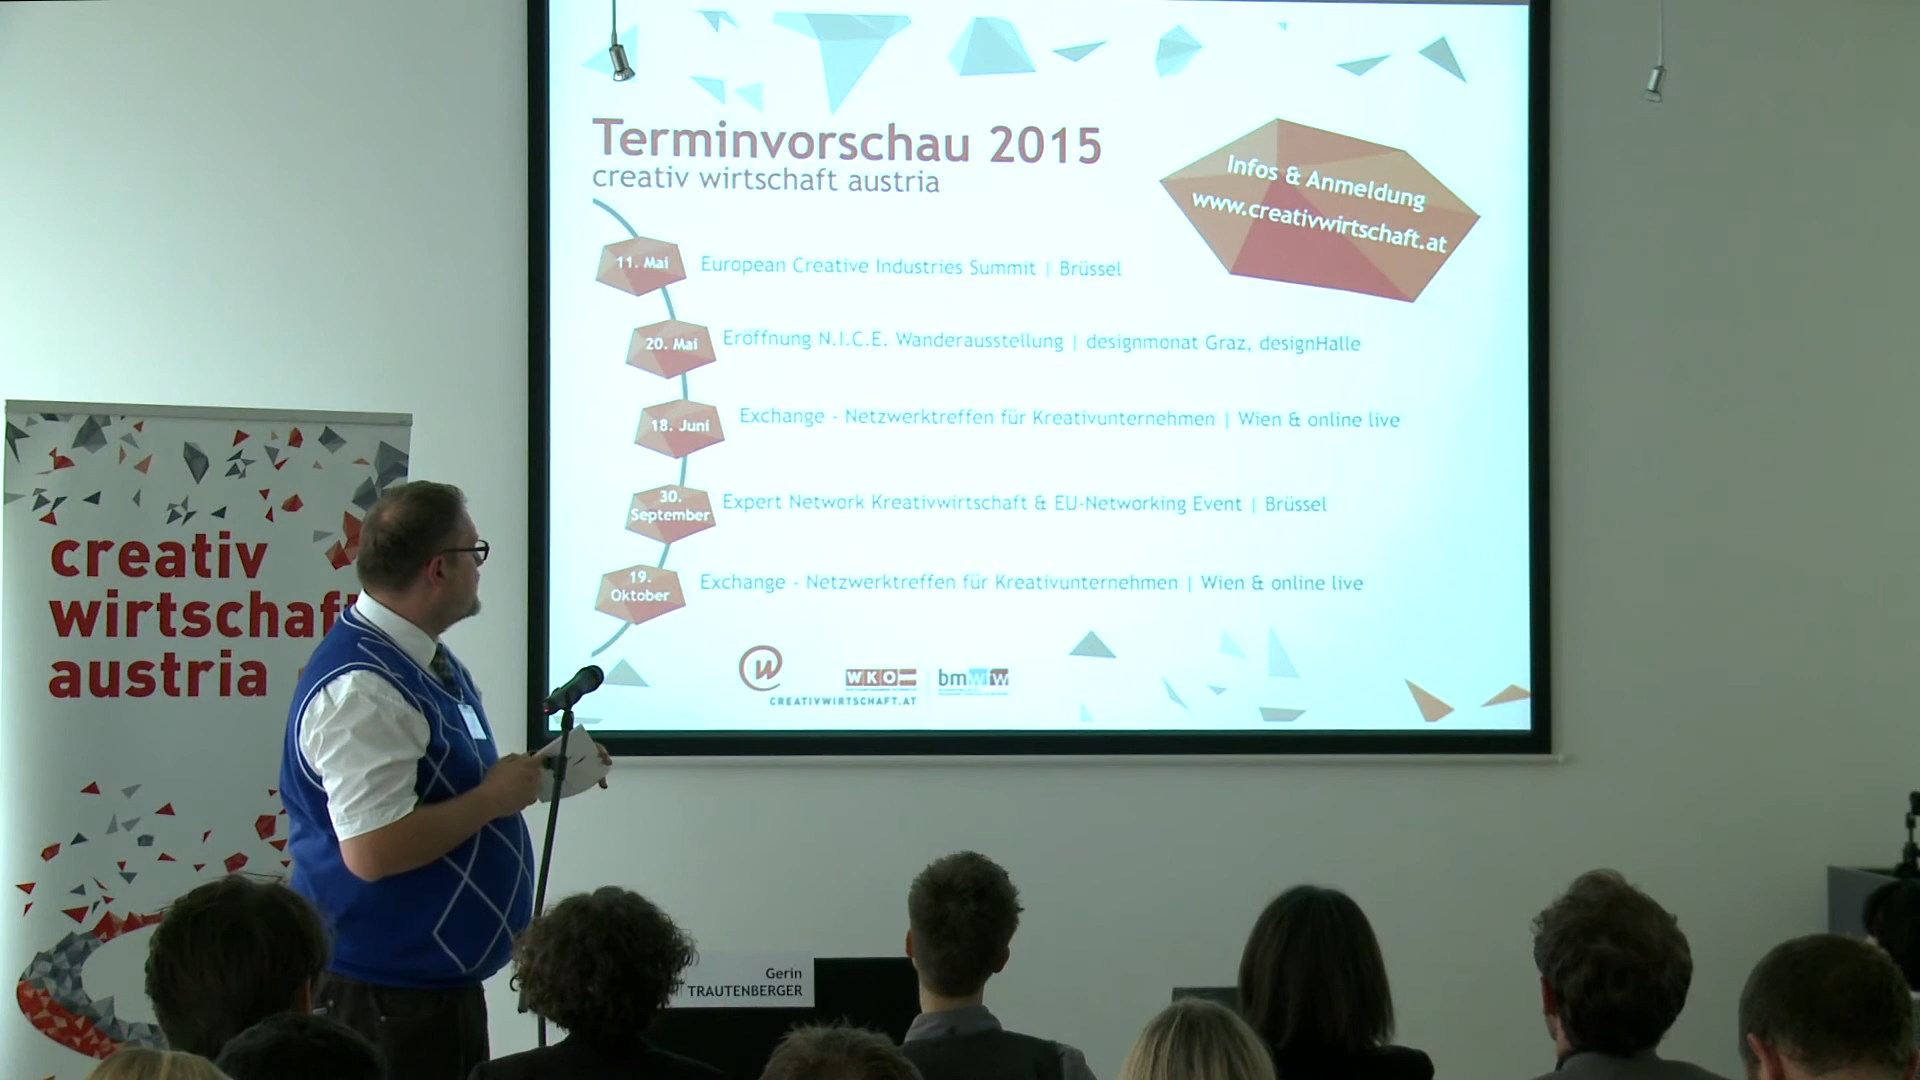 Terminvorschau 2015
creativ wirtschaft austria
Infos & Anmeldung
www.creativwirtschaft.at
11. Mai
European Creative Industries Summit | Brüssel
20. Mai
Eröffnung N.I.C.E. Wanderausstellung | designmonat Graz, designHalle
18. Juni
Exchange - Netzwerktreffen für Kreativunternehmen | Wien & online live
30.
September
Expert Network Kreativwirtschaft & EU-Networking Event | Brüssel
19.
Oktober
Exchange - Netzwerktreffen für Kreativunternehmen | Wien & online live
WKO
bmwfw
CREATIVWIRTSCHAFT.AT
creativ
wirtschaft
austria
Gerin
TRAUTENBERGER